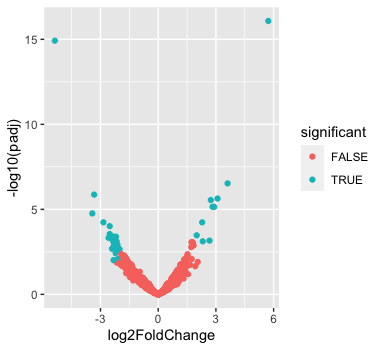 15
10
5
0
-log10(padj)
-3
0
3
6
log2FoldChange
significant
FALSE
TRUE